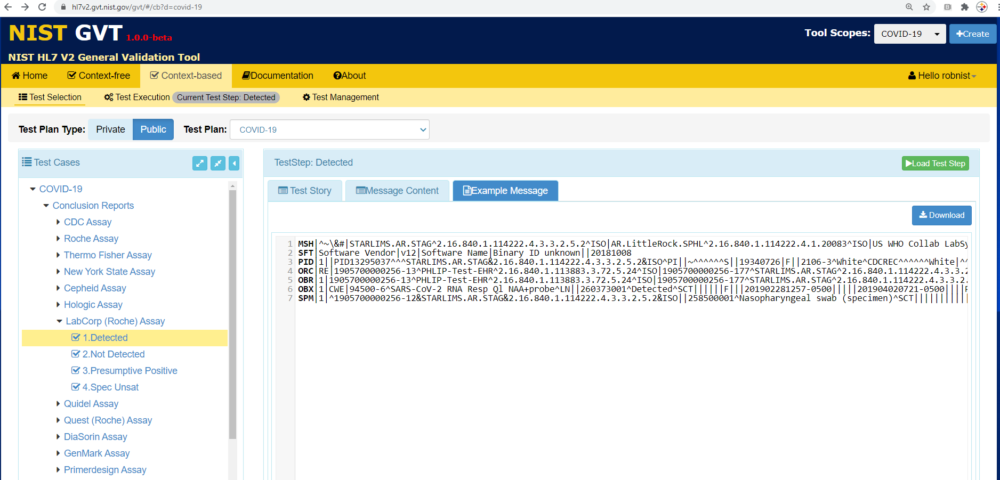 hl7v2.gvt.nist.gov/gvt/#/cb?d=covid-19
NIST GVT 1.0.0-beta
Tool Scopes: COVID-19 +Create
NIST HL7 V2 General Validation Tool
Home Context-free Context-based Documentation About Hello robnist
Test Selection Test Execution Current Test Step: Detected Test Management
Test Plan Type: Private Public Test Plan: COVID-19
Test Cases
COVID-19
Conclusion Reports
CDC Assay
Roche Assay
Thermo Fisher Assay
New York State Assay
Cepheid Assay
Hologic Assay
LabCorp (Roche) Assay
1.Detected
2.Not Detected
3.Presumptive Positive
4.Spec Unsat
Quidel Assay
Quest (Roche) Assay
DiaSorin Assay
GenMark Assay
Primerdesign Assay
TestStep: Detected Load Test Step
Test Story Message Content Example Message
Download
1 MSH|^~\&#|STARLIMS.AR.STAG^2.16.840.1.114222.4.3.3.2.5.2^ISO|AR.LittleRock.SPHL^2.16.840.1.114222.4.1.20083^ISO|US WHO Collab LabSy
2 SFT|Software Vendor|v12|Software Name|Binary ID unknown||20181008
3 PID|1||PID13295037^^^STARLIMS.AR.STAG&2.16.840.1.114222.4.3.3.2.5.2&ISO^PI||~^^^^^^S||19340726|F||2106-3^White^CDCREC^^^^^^White|^^
4 ORC|RE|1905700000256-13^PHLIP-Test-EHR^2.16.840.1.113883.3.72.5.24^ISO|1905700000256-177^STARLIMS.AR.STAG^2.16.840.1.114222.4.3.3.2
5 OBR|1|1905700000256-13^PHLIP-Test-EHR^2.16.840.1.113883.3.72.5.24^ISO|1905700000256-177^STARLIMS.AR.STAG^2.16.840.1.114222.4.3.3.2.
6 OBX|1|CWE|94500-6^SARS-CoV-2 RNA Resp Ql NAA+probe^LN||260373001^Detected^SCT||||||F|||201902281257-0500|||||201904020721-0500||||
7 SPM|1|^1905700000256-12&STARLIMS.AR.STAG&2.16.840.1.114222.4.3.3.2.5.2&ISO||258500001^Nasopharyngeal swab (specimen)^SCT|||||||||||